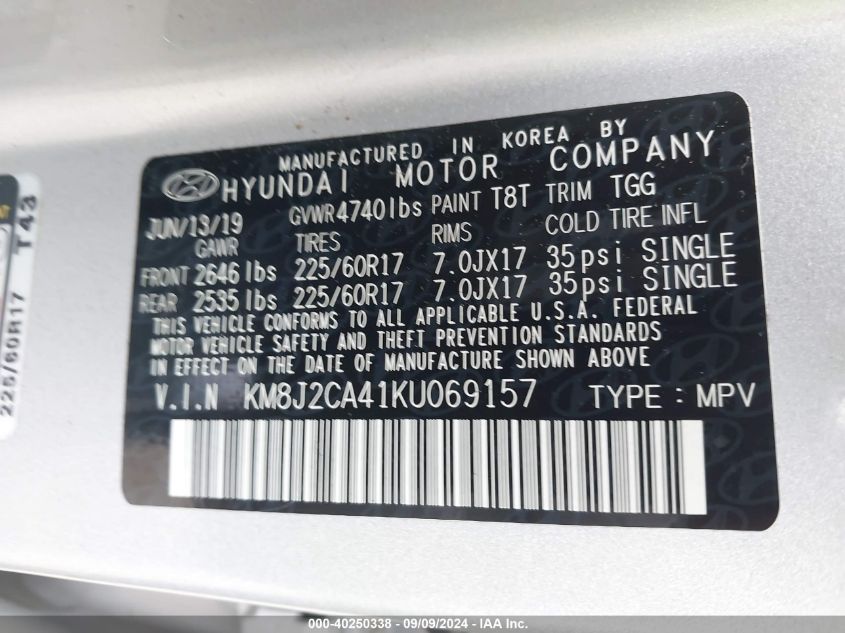 MANUFACTURED IN KOREA BY
HYUNDAI MOTOR COMPANY
JUN/13/19 GVWR 4740lbs PAINT T8T TRIM TGG
GAWR TIRES RIMS COLD TIRE INFL
FRONT 2646 lbs 225/60R17 7.0JX17 35psi SINGLE
REAR 2535 lbs 225/60R17 7.0JX17 35psi SINGLE
THIS VEHICLE CONFORMS TO ALL APPLICABLE U.S.A. FEDERAL
MOTOR VEHICLE SAFETY AND THEFT PREVENTION STANDARDS
IN EFFECT ON THE DATE OF MANUFACTURE SHOWN ABOVE
V.I.N KM8J2CA41KU069157 TYPE : MPV
225/60R17 T43
000-40250338 - 09/09/2024 - IAA, Inc.